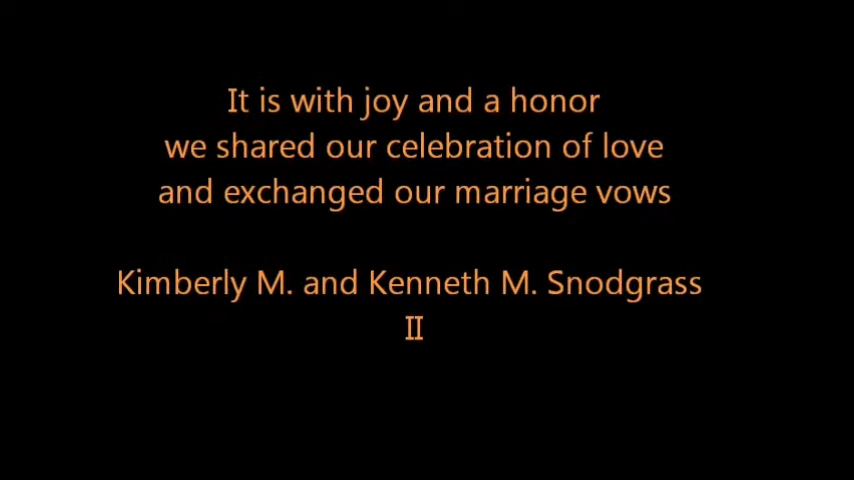 It is with joy and a honor
we shared our celebration of love
and exchanged our marriage vows
Kimberly M. and Kenneth M. Snodgrass
II